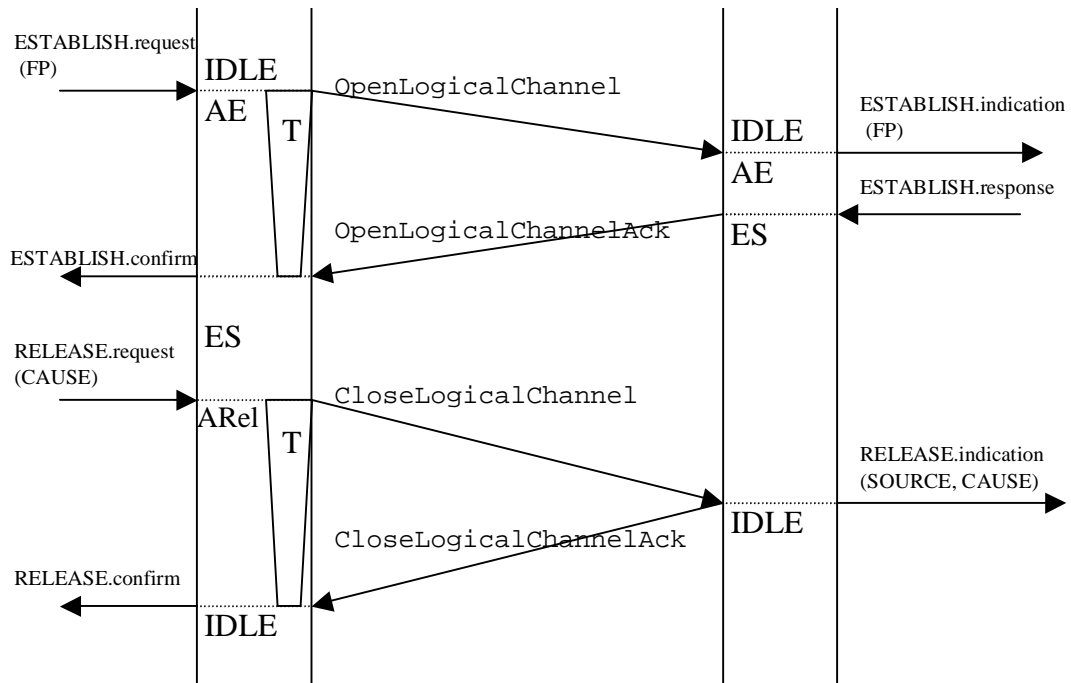 ESTABLISH.request
(FP)
IDLE
OpenLogicalChannel
AE
T
ESTABLISH.indication
(FP)
IDLE
AE
ESTABLISH.response
OpenLogicalChannelAck
ES
ESTABLISH.confirm
ES
RELEASE.request
(CAUSE)
CloseLogicalChannel
ARel
T
RELEASE.indication
(SOURCE, CAUSE)
IDLE
CloseLogicalChannelAck
RELEASE.confirm
IDLE